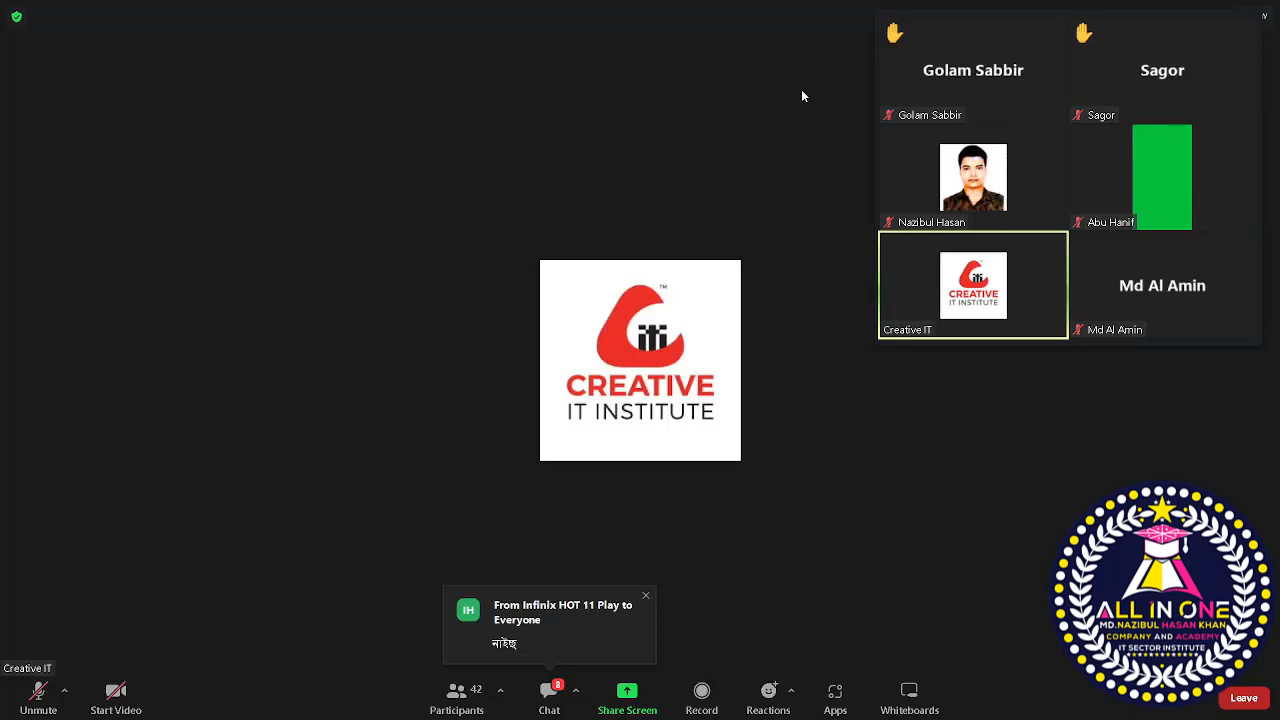 Golam Sabbir
Sagor
Golam Sabbir
Sagor
Nazibul Hasan
Abu Hanif
CREATIVE
IT INSTITUTE
Creative IT
Md Al Amin
Md Al Amin
iti
TM
CREATIVE
IT INSTITUTE
IH
From Infinix HOT 11 Play to
Everyone
নাইছ
Creative IT
ALL IN ONE
MD.NAZIBUL HASAN KHAN
COMPANY AND ACADEMY
IT SECTOR INSTITUTE
Unmute
Start Video
42
Participants
8
Chat
Share Screen
Record
Reactions
Apps
Whiteboards
Leave